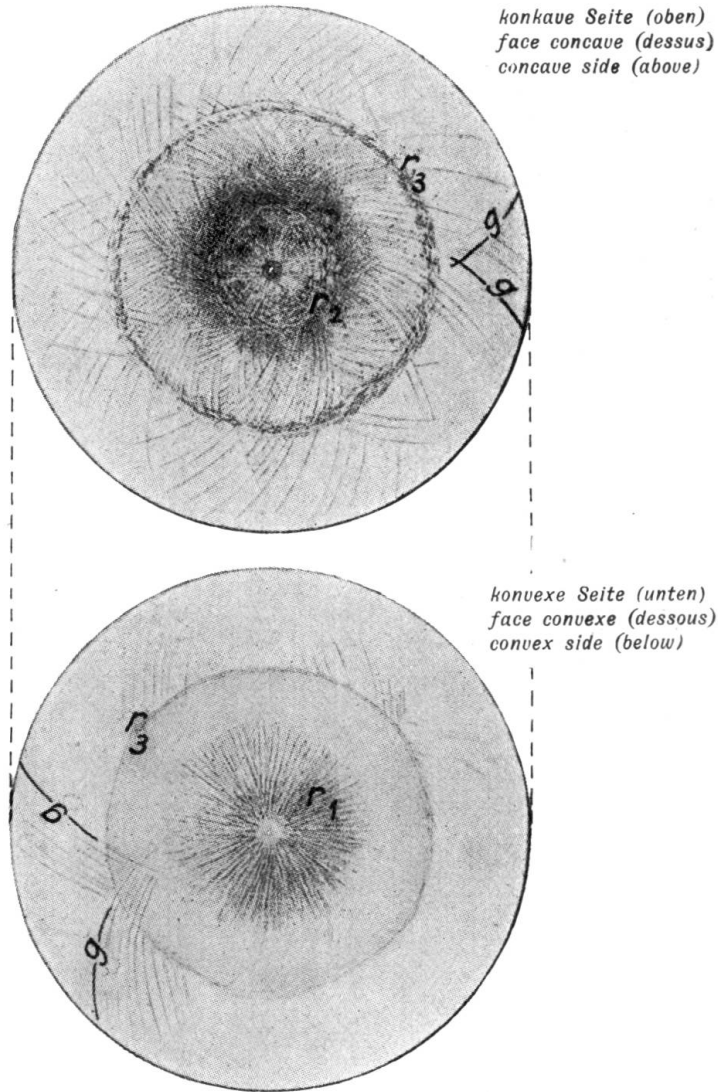 konkave Seite (oben)
face concave (dessus)
concave side (above)
r3
g
g
r2
konvexe Seite (unten)
face convexe (dessous)
convex side (below)
r3
r1
g
g